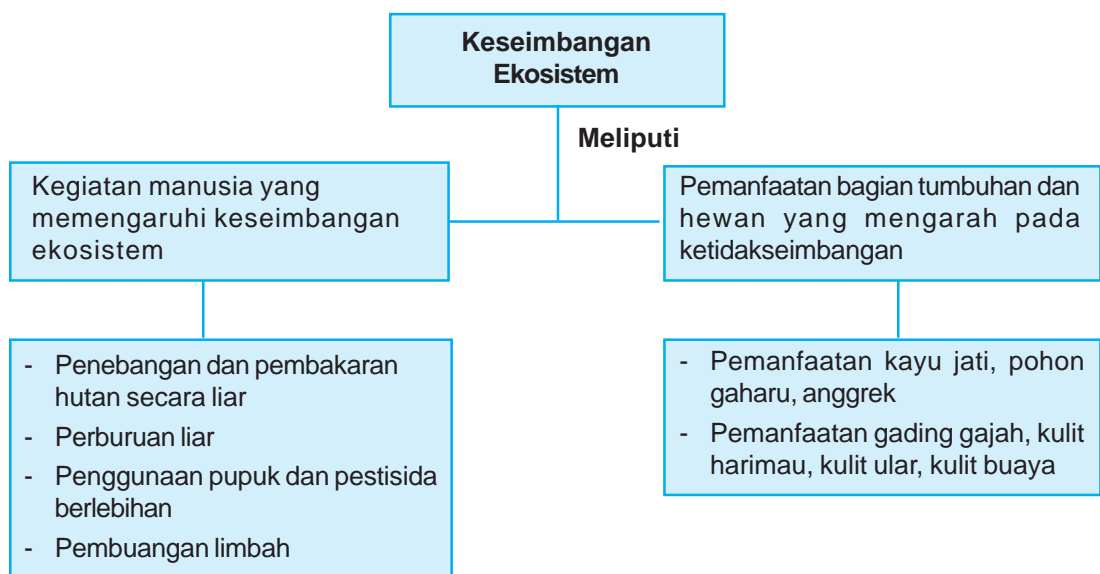 Keseimbangan
Ekosistem
Meliputi
Kegiatan manusia yang
memengaruhi keseimbangan
ekosistem
Pemanfaatan bagian tumbuhan dan
hewan yang mengarah pada
ketidakseimbangan
- Penebangan dan pembakaran
hutan secara liar
- Perburuan liar
- Penggunaan pupuk dan pestisida
berlebihan
- Pembuangan limbah
- Pemanfaatan kayu jati, pohon
gaharu, anggrek
- Pemanfaatan gading gajah, kulit
harimau, kulit ular, kulit buaya